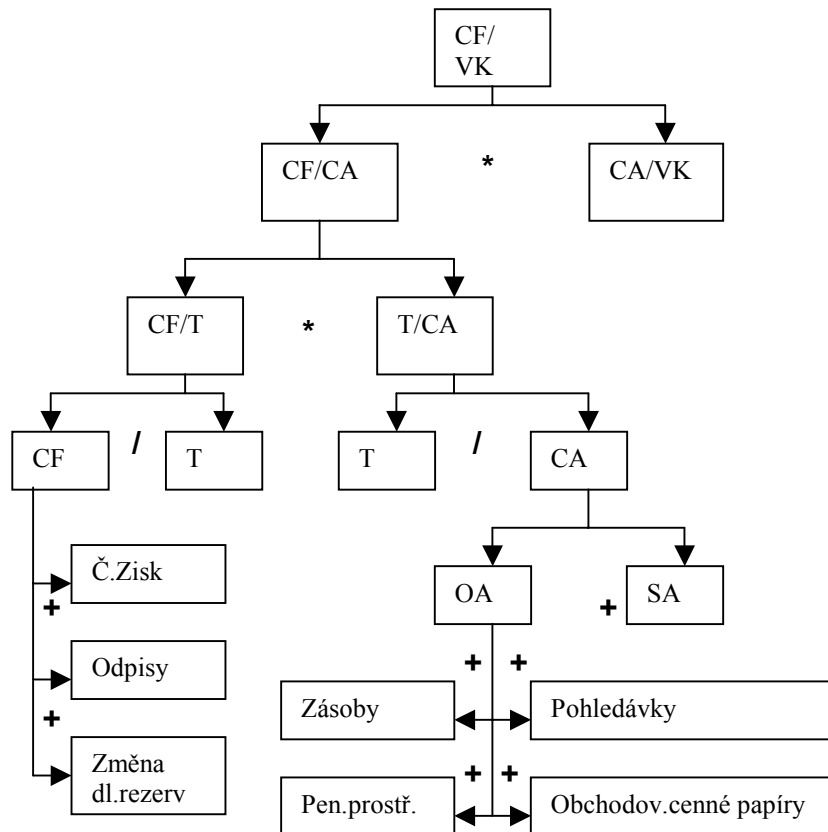 CF/
VK
CF/CA
*
CA/VK
CF/T
*
T/CA
CF
/
T
T
/
CA
Č.Zisk
+
OA
+
SA
Odpisy
+
+
+
Zásoby
Pohledávky
Změna
dl.rezerv
+
+
Pen.prostř.
Obchodov.cenné papíry